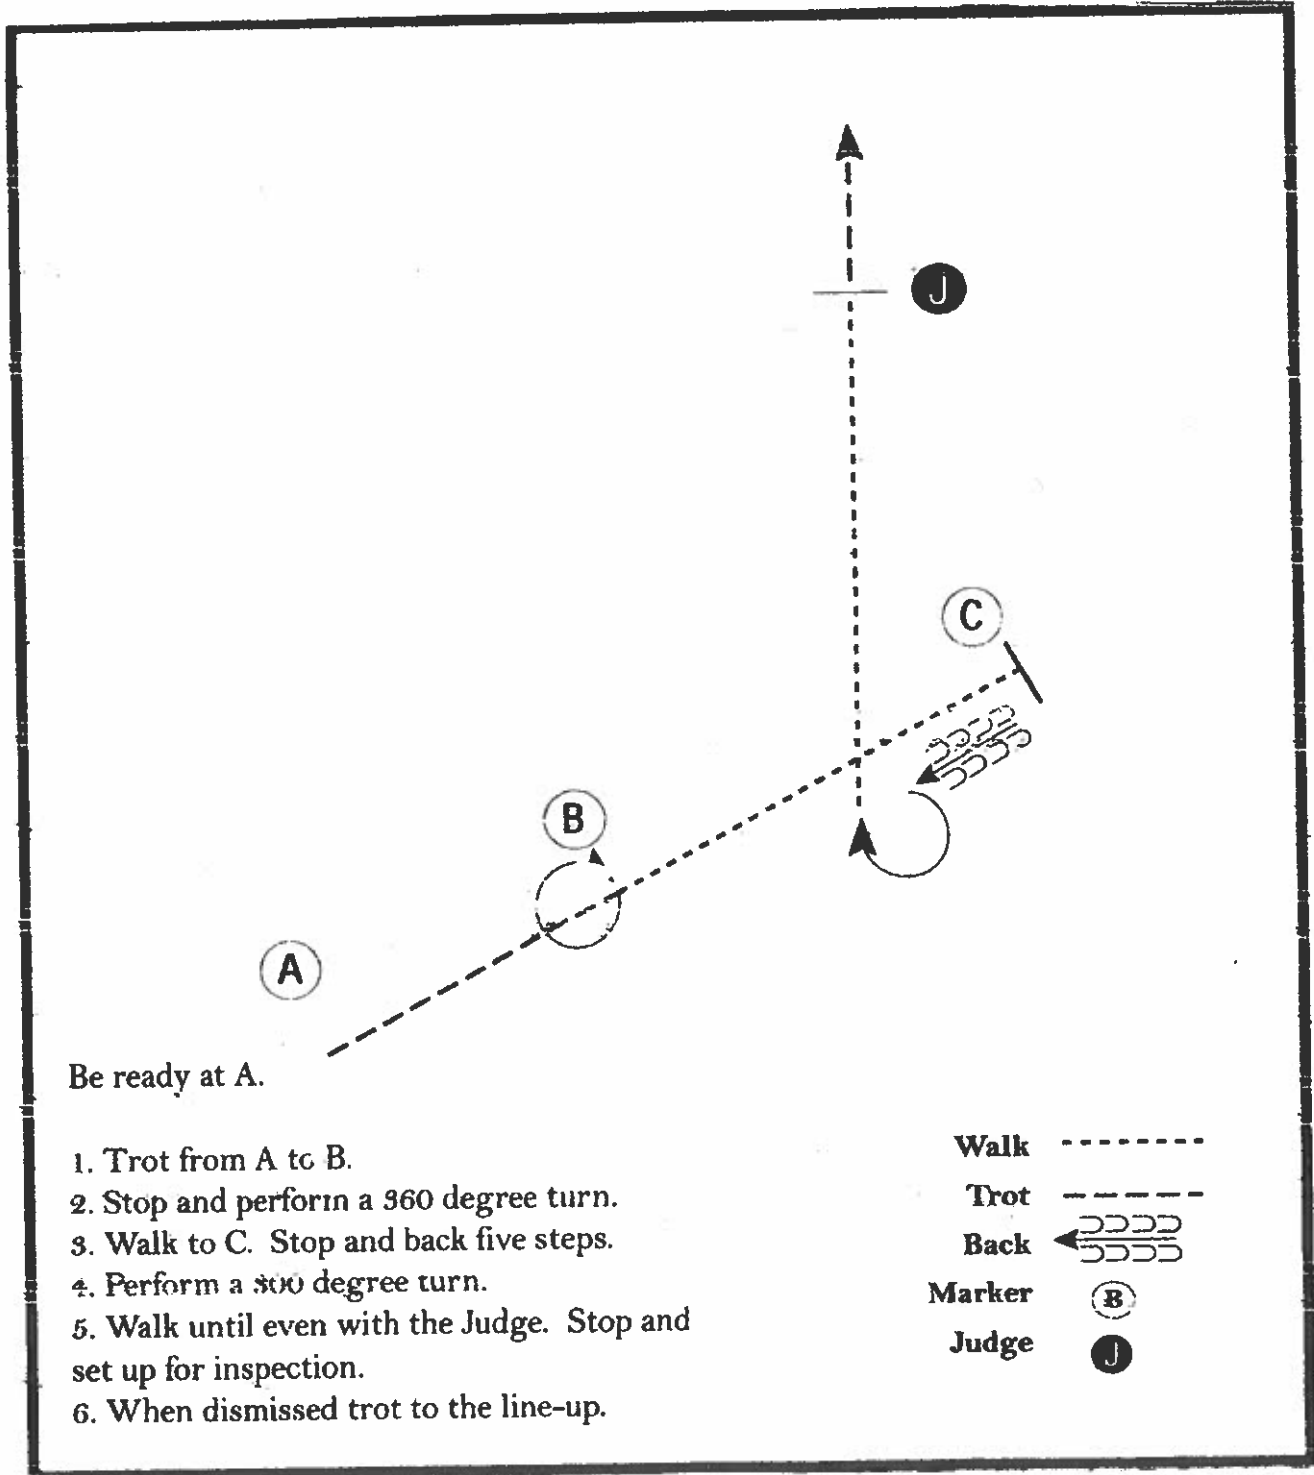 J
C
B
A
Be ready at A.
1. Trot from A to B.
2. Stop and perform a 360 degree turn.
3. Walk to C. Stop and back five steps.
4. Perform a 300 degree turn.
5. Walk until even with the Judge. Stop and
set up for inspection.
6. When dismissed trot to the line-up.
Walk
Trot
Back
Marker B
Judge J